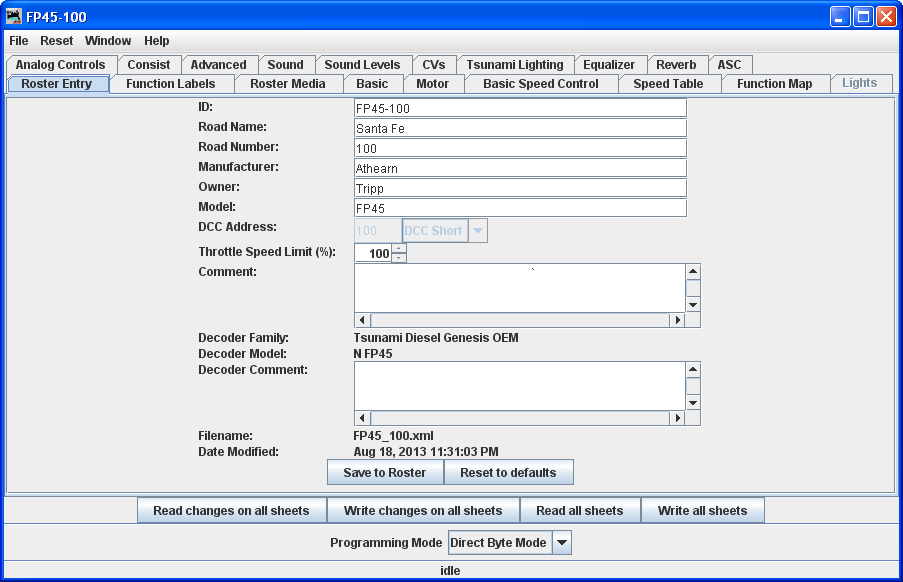 FP45-100
File Reset Window Help
Analog Controls Consist Advanced Sound Sound Levels CVs Tsunami Lighting Equalizer Reverb ASC
Roster Entry Function Labels Roster Media Basic Motor Basic Speed Control Speed Table Function Map Lights
ID: FP45-100
Road Name: Santa Fe
Road Number: 100
Manufacturer: Athearn
Owner: Tripp
Model: FP45
DCC Address: 100 DCC Short
Throttle Speed Limit (%): 100
Comment: `
Decoder Family: Tsunami Diesel Genesis OEM
Decoder Model: N FP45
Decoder Comment:
Filename: FP45_100.xml
Date Modified: Aug 18, 2013 11:31:03 PM
Save to Roster Reset to defaults
Read changes on all sheets Write changes on all sheets Read all sheets Write all sheets
Programming Mode Direct Byte Mode
idle